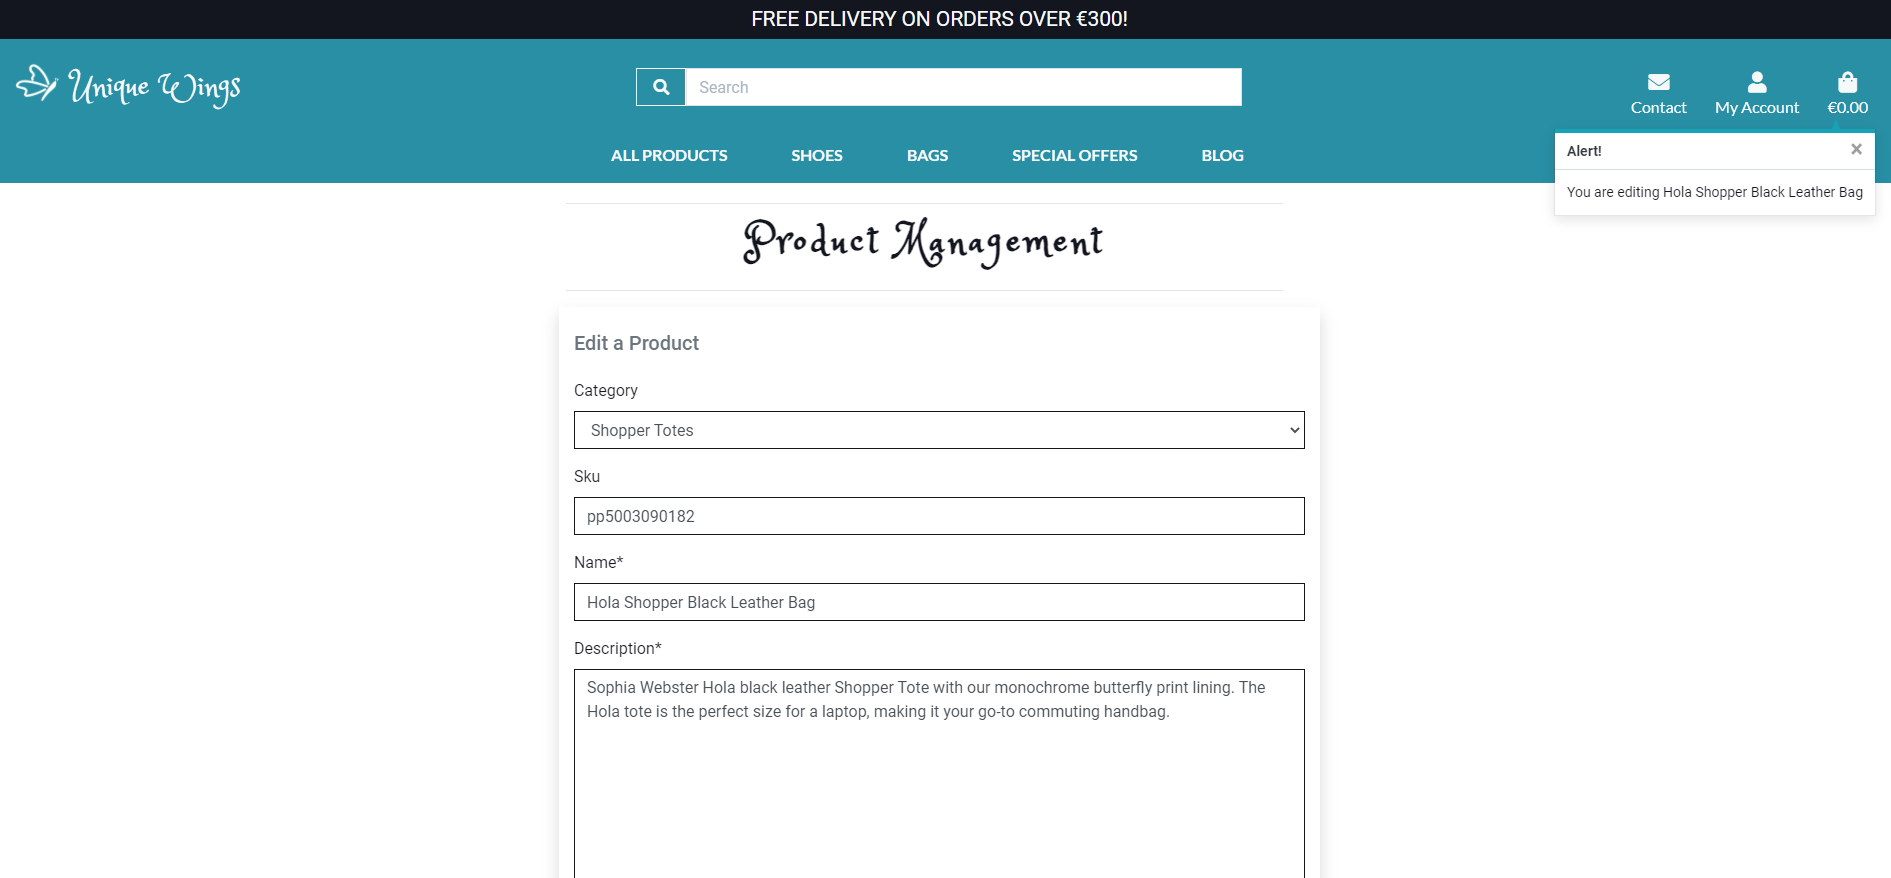 FREE DELIVERY ON ORDERS OVER €300!
Unique Wings
Search
Contact
My Account
€0.00
ALL PRODUCTS
SHOES
BAGS
SPECIAL OFFERS
BLOG
Alert!
×
You are editing Hola Shopper Black Leather Bag
Product Management
Edit a Product
Category
Shopper Totes
Sku
pp5003090182
Name*
Hola Shopper Black Leather Bag
Description*
Sophia Webster Hola black leather Shopper Tote with our monochrome butterfly print lining. The
Hola tote is the perfect size for a laptop, making it your go-to commuting handbag.